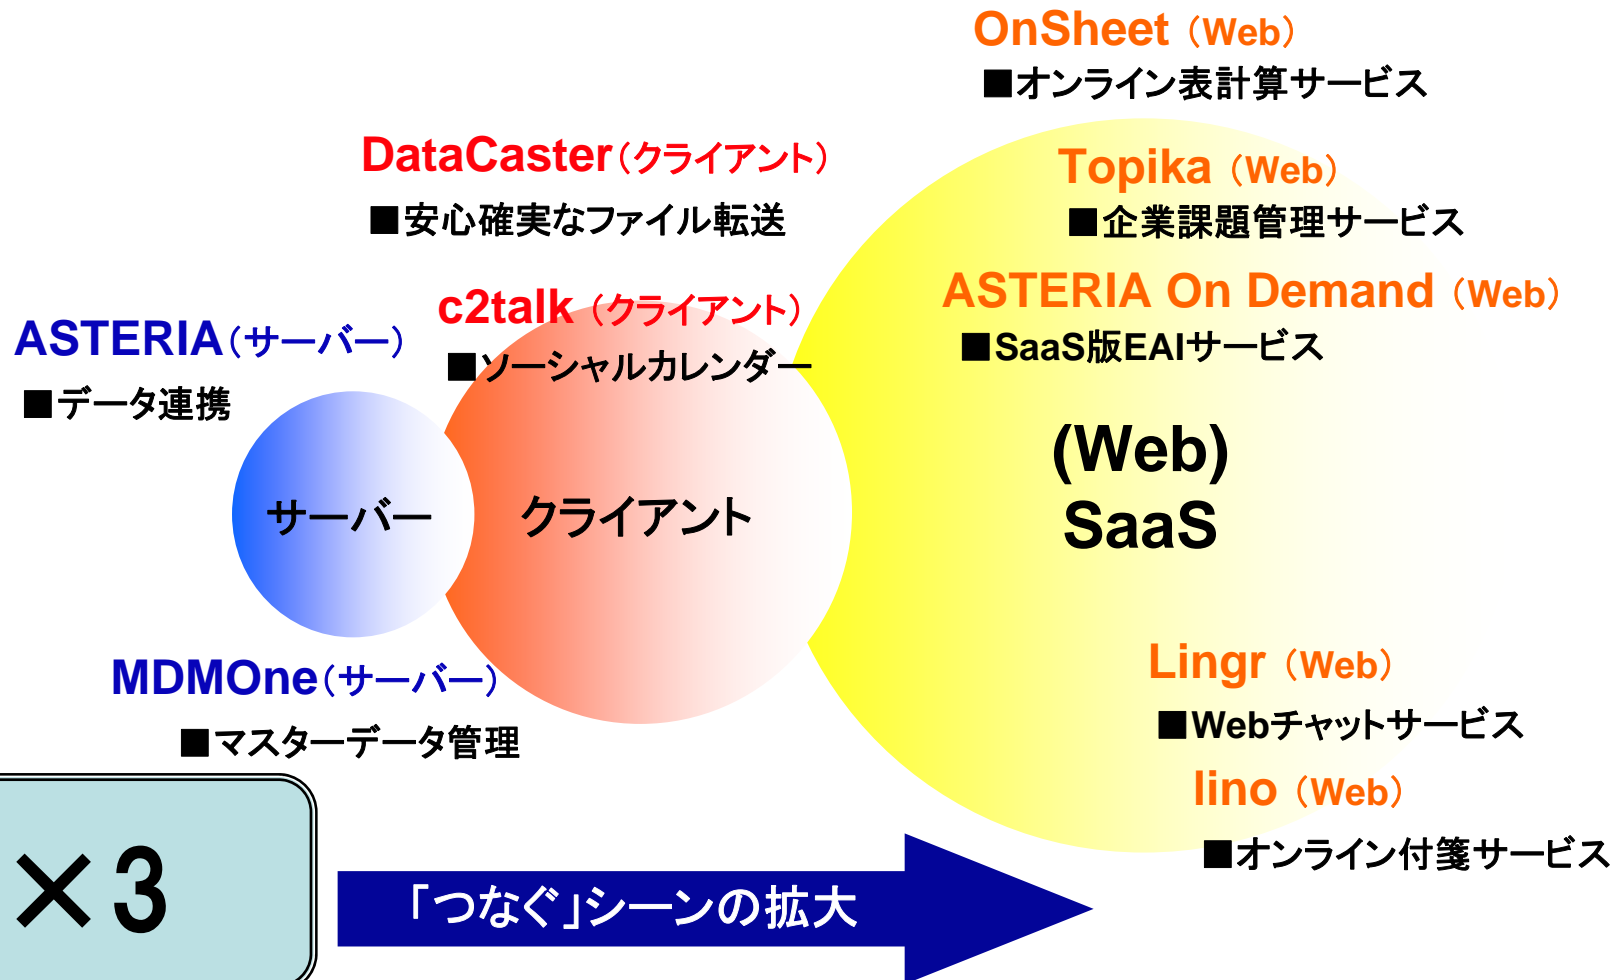 OnSheet（Web）
■オンライン表計算サービス
DataCaster（クライアント）
■安心確実なファイル転送
Topika（Web）
■企業課題管理サービス
c2talk（クライアント）
■ソーシャルカレンダー
ASTERIA On Demand（Web）
■SaaS版EAIサービス
ASTERIA（サーバー）
■データ連携
サーバー
クライアント
(Web)
SaaS
MDMOne（サーバー）
■マスターデータ管理
Lingr（Web）
■Webチャットサービス
lino（Web）
■オンライン付箋サービス
×3
「つなぐ」シーンの拡大